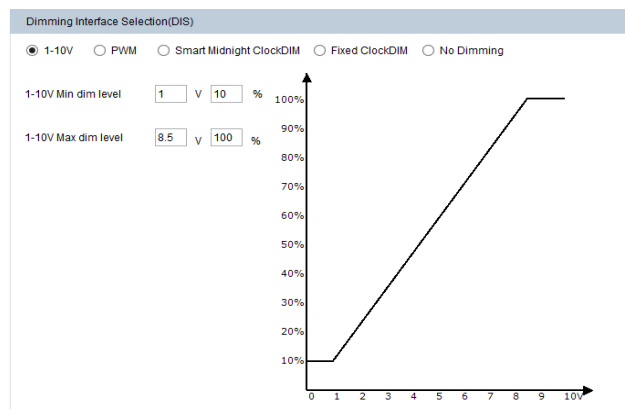 Dimming Interface Selection(DIS)
1-10V PWM Smart Midnight ClockDIM Fixed ClockDIM No Dimming
1-10V Min dim level 1 V 10 %
1-10V Max dim level 8.5 V 100 %
100%
90%
80%
70%
60%
50%
40%
30%
20%
10%
0 1 2 3 4 5 6 7 8 9 10V